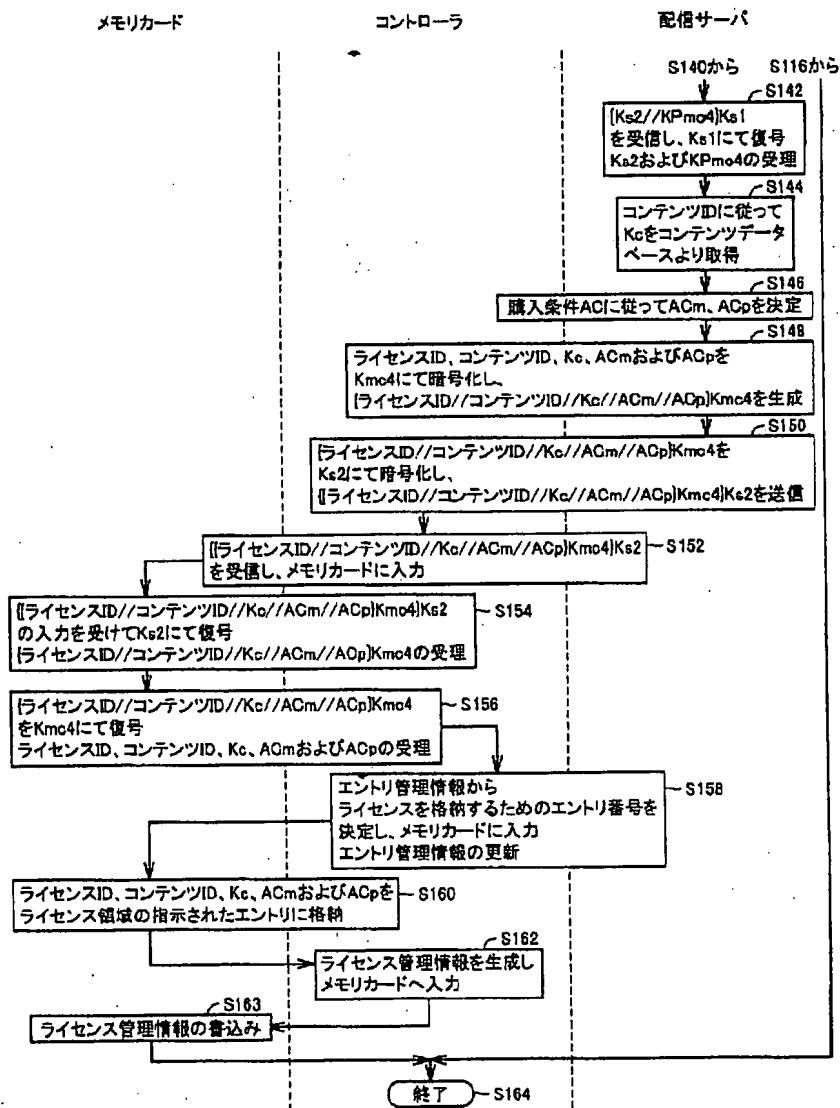 メモリカード
コントローラ
配信サーバ
S140から
S116から
S142
{Ks2//KPmc4}Ks1
を受信し、Ks1にて復号
Ks2およびKPmc4の受理
S144
コンテンツIDに従って
Kcをコンテンツデータ
ベースより取得
S146
購入条件ACに従ってACm、ACpを決定
S148
ライセンスID、コンテンツID、Kc、ACmおよびACpを
Kmc4にて暗号化し、
{ライセンスID//コンテンツID//Kc//ACm//ACp}Kmc4を生成
S150
{ライセンスID//コンテンツID//Kc//ACm//ACp}Kmc4を
Ks2にて暗号化し、
{{ライセンスID//コンテンツID//Kc//ACm//ACp}Kmc4}Ks2を送信
{{ライセンスID//コンテンツID//Kc//ACm//ACp}Kmc4}Ks2
を受信し、メモリカードに入力
S152
{{ライセンスID//コンテンツID//Kc//ACm//ACp}Kmc4}Ks2
の入力を受けてKs2にて復号
{ライセンスID//コンテンツID//Kc//ACm//ACp}Kmc4の受理
S154
{ライセンスID//コンテンツID//Kc//ACm//ACp}Kmc4
をKmc4にて復号
ライセンスID、コンテンツID、Kc、ACmおよびACpの受理
S156
エントリ管理情報から
ライセンスを格納するためのエントリ番号を
決定し、メモリカードに入力
エントリ管理情報の更新
S158
ライセンスID、コンテンツID、Kc、ACmおよびACpを
ライセンス領域の指示されたエントリに格納
S160
S162
ライセンス管理情報を生成し
メモリカードへ入力
S163
ライセンス管理情報の書込み
終了
S164